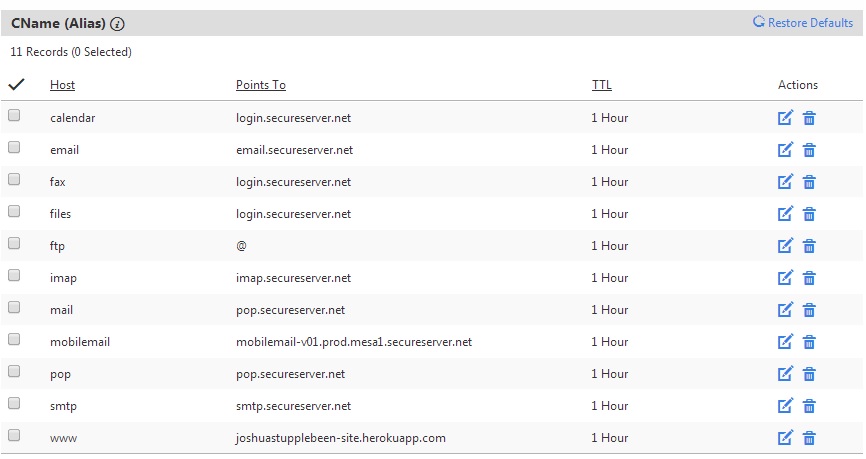 CName (Alias) Restore Defaults
11 Records (0 Selected)
Host Points To TTL Actions
calendar login.secureserver.net 1 Hour
email email.secureserver.net 1 Hour
fax login.secureserver.net 1 Hour
files login.secureserver.net 1 Hour
ftp @ 1 Hour
imap imap.secureserver.net 1 Hour
mail pop.secureserver.net 1 Hour
mobilemail mobilemail-v01.prod.mesa1.secureserver.net 1 Hour
pop pop.secureserver.net 1 Hour
smtp smtp.secureserver.net 1 Hour
www joshuastupplebeen-site.herokuapp.com 1 Hour